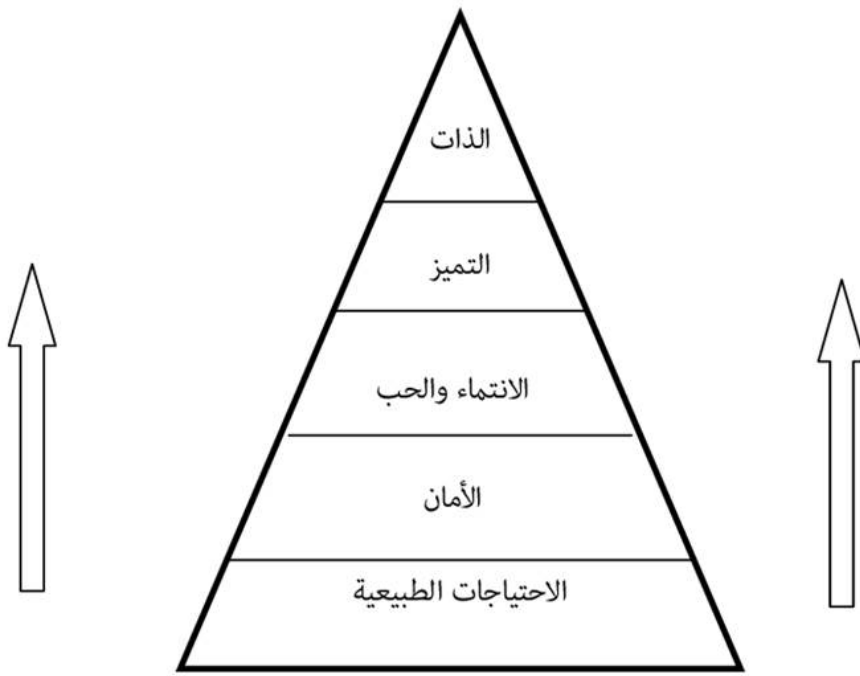 الذات
التميز
الانتماء والحب
الأمان
الاحتياجات الطبيعية